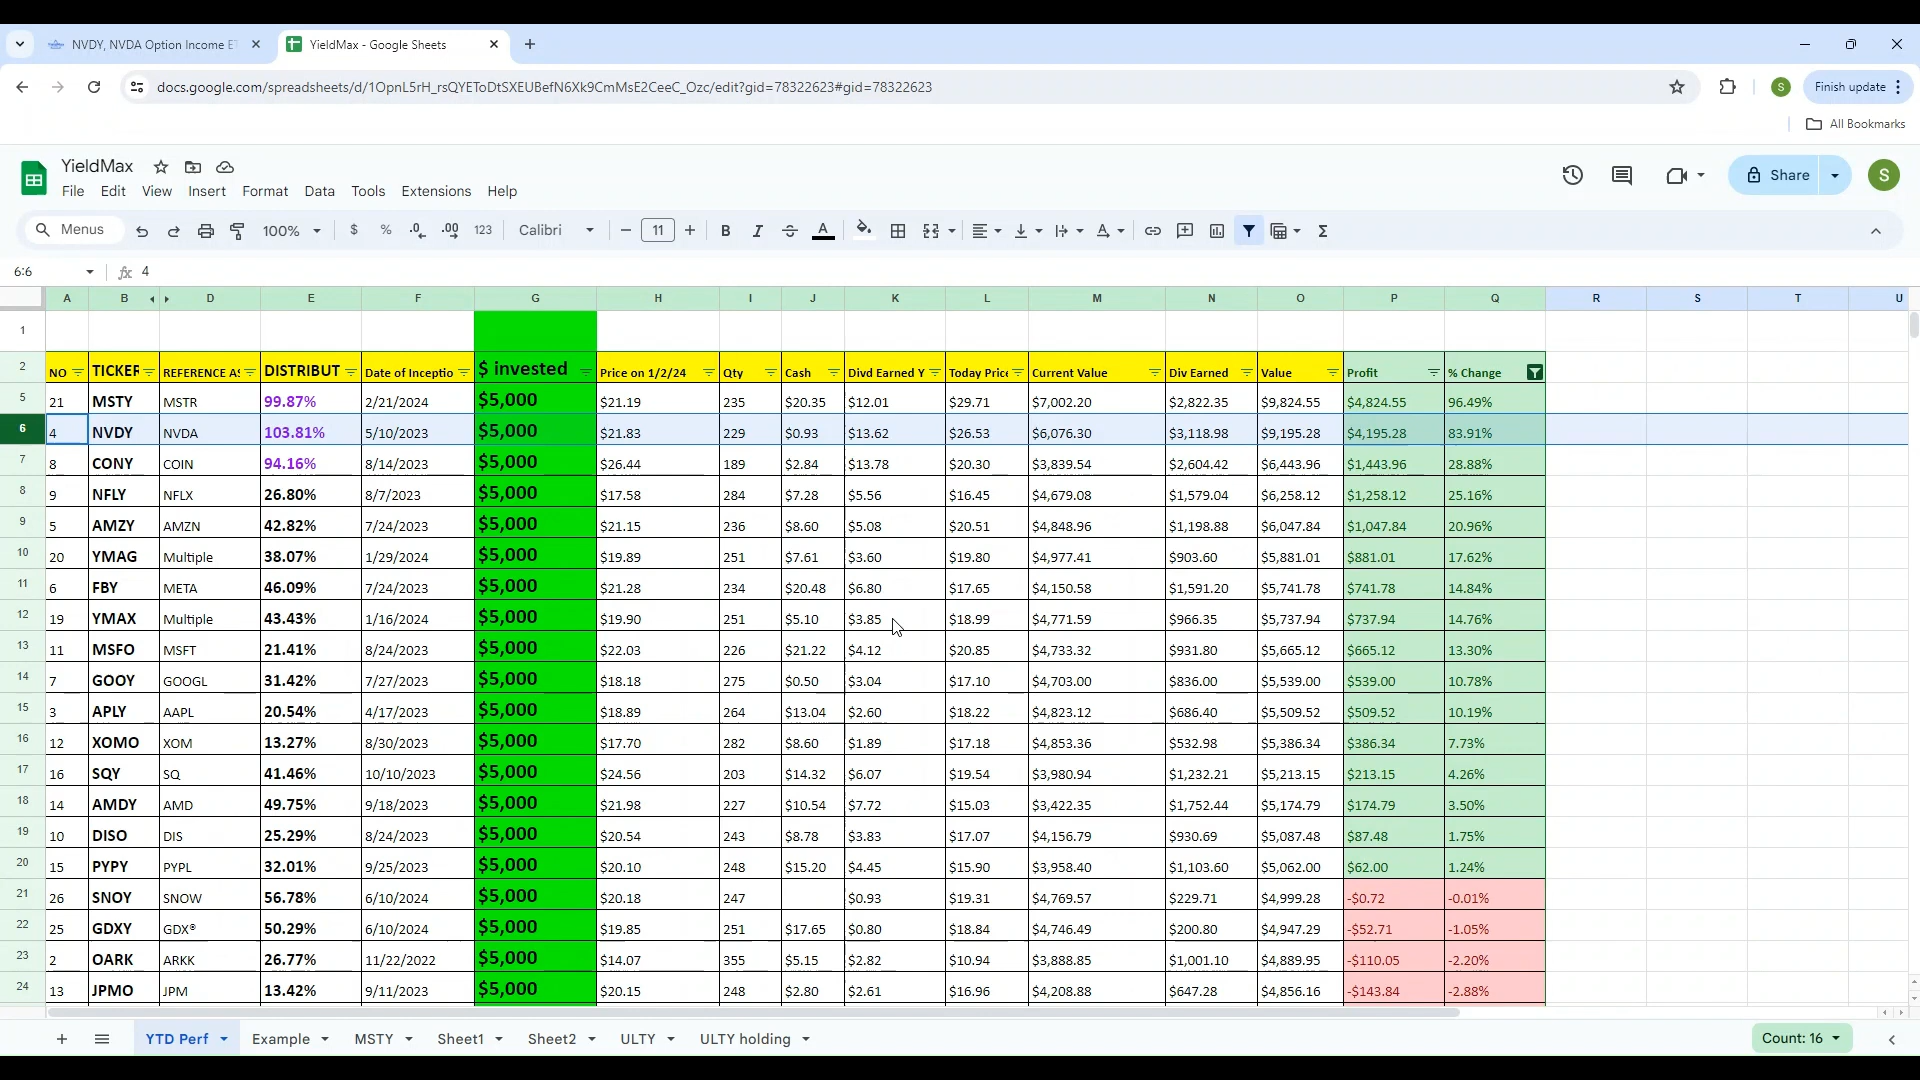 NVDY, NVDA Option Income ET
YieldMax - Google Sheets
docs.google.com/spreadsheets/d/1OpnL5rH_rsQYEToDtSXEUBefN6Xk9CmMsE2CeeC_Ozc/edit?gid=78322623#gid=78322623
S
Finish update
All Bookmarks
YieldMax
File Edit View Insert Format Data Tools Extensions Help
Share
S
Menus 100% $ % .0 .00 123 Calibri 11 B I A
6:6 fx 4
A B D E F G H I J K L M N O P Q R S T U
1
2 NO TICKER REFERENCE AS DISTRIBUT Date of Inceptio $ invested Price on 1/2/24 Qty Cash Divd Earned Y Today Pric Current Value Div Earned Value Profit % Change
5 21 MSTY MSTR 99.87% 2/21/2024 $5,000 $21.19 235 $20.35 $12.01 $29.71 $7,002.20 $2,822.35 $9,824.55 $4,824.55 96.49%
6 4 NVDY NVDA 103.81% 5/10/2023 $5,000 $21.83 229 $0.93 $13.62 $26.53 $6,076.30 $3,118.98 $9,195.28 $4,195.28 83.91%
7 8 CONY COIN 94.16% 8/14/2023 $5,000 $26.44 189 $2.84 $13.78 $20.30 $3,839.54 $2,604.42 $6,443.96 $1,443.96 28.88%
8 9 NFLY NFLX 26.80% 8/7/2023 $5,000 $17.58 284 $7.28 $5.56 $16.45 $4,679.08 $1,579.04 $6,258.12 $1,258.12 25.16%
9 5 AMZY AMZN 42.82% 7/24/2023 $5,000 $21.15 236 $8.60 $5.08 $20.51 $4,848.96 $1,198.88 $6,047.84 $1,047.84 20.96%
10 20 YMAG Multiple 38.07% 1/29/2024 $5,000 $19.89 251 $7.61 $3.60 $19.80 $4,977.41 $903.60 $5,881.01 $881.01 17.62%
11 6 FBY META 46.09% 7/24/2023 $5,000 $21.28 234 $20.48 $6.80 $17.65 $4,150.58 $1,591.20 $5,741.78 $741.78 14.84%
12 19 YMAX Multiple 43.43% 1/16/2024 $5,000 $19.90 251 $5.10 $3.85 $18.99 $4,771.59 $966.35 $5,737.94 $737.94 14.76%
13 11 MSFO MSFT 21.41% 8/24/2023 $5,000 $22.03 226 $21.22 $4.12 $20.85 $4,733.32 $931.80 $5,665.12 $665.12 13.30%
14 7 GOOY GOOGL 31.42% 7/27/2023 $5,000 $18.18 275 $0.50 $3.04 $17.10 $4,703.00 $836.00 $5,539.00 $539.00 10.78%
15 3 APLY AAPL 20.54% 4/17/2023 $5,000 $18.89 264 $13.04 $2.60 $18.22 $4,823.12 $686.40 $5,509.52 $509.52 10.19%
16 12 XOMO XOM 13.27% 8/30/2023 $5,000 $17.70 282 $8.60 $1.89 $17.18 $4,853.36 $532.98 $5,386.34 $386.34 7.73%
17 16 SQY SQ 41.46% 10/10/2023 $5,000 $24.56 203 $14.32 $6.07 $19.54 $3,980.94 $1,232.21 $5,213.15 $213.15 4.26%
18 14 AMDY AMD 49.75% 9/18/2023 $5,000 $21.98 227 $10.54 $7.72 $15.03 $3,422.35 $1,752.44 $5,174.79 $174.79 3.50%
19 10 DISO DIS 25.29% 8/24/2023 $5,000 $20.54 243 $8.78 $3.83 $17.07 $4,156.79 $930.69 $5,087.48 $87.48 1.75%
20 15 PYPY PYPL 32.01% 9/25/2023 $5,000 $20.10 248 $15.20 $4.45 $15.90 $3,958.40 $1,103.60 $5,062.00 $62.00 1.24%
21 26 SNOY SNOW 56.78% 6/10/2024 $5,000 $20.18 247 $0.93 $19.31 $4,769.57 $229.71 $4,999.28 -$0.72 -0.01%
22 25 GDXY GDX® 50.29% 6/10/2024 $5,000 $19.85 251 $17.65 $0.80 $18.84 $4,746.49 $200.80 $4,947.29 -$52.71 -1.05%
23 2 OARK ARKK 26.77% 11/22/2022 $5,000 $14.07 355 $5.15 $2.82 $10.94 $3,888.85 $1,001.10 $4,889.95 -$110.05 -2.20%
24 13 JPMO JPM 13.42% 9/11/2023 $5,000 $20.15 248 $2.80 $2.61 $16.96 $4,208.88 $647.28 $4,856.16 -$143.84 -2.88%
YTD Perf Example MSTY Sheet1 Sheet2 ULTY ULTY holding Count: 16